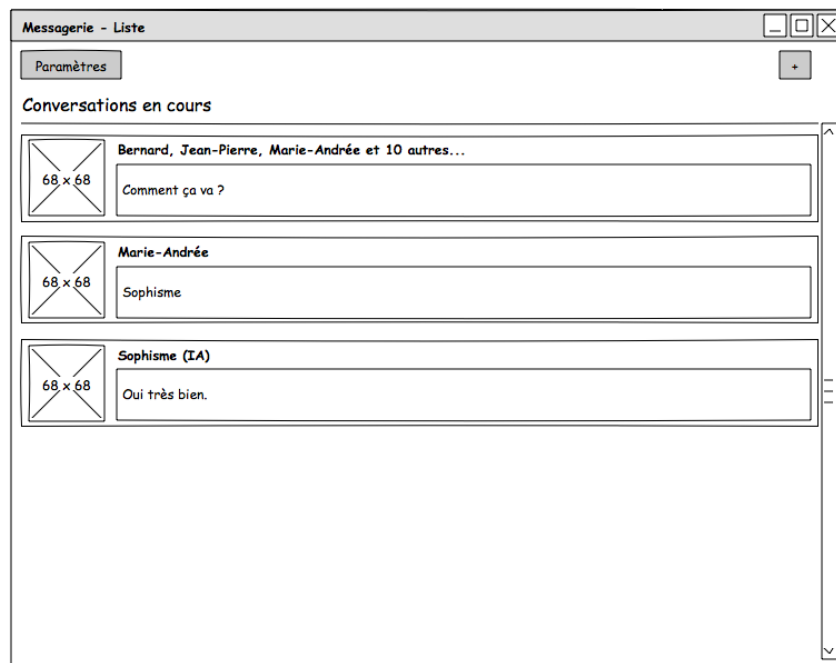 Messagerie - Liste
Paramètres
+
Conversations en cours
68 x 68
Bernard, Jean-Pierre, Marie-Andrée et 10 autres...
Comment ça va ?
68 x 68
Marie-Andrée
Sophisme
68 x 68
Sophisme (IA)
Oui très bien.